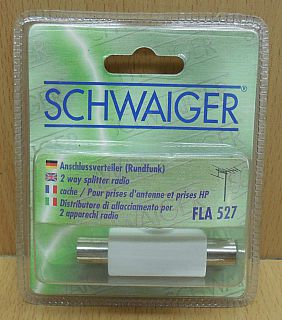 SCHWAIGER®
Anschlussverteiler (Rundfunk)
2 way splitter radio
cache / Pour prises d'antenne et prises HP
Distributore di allacciamento per
2 apparechi radio
FLA 527